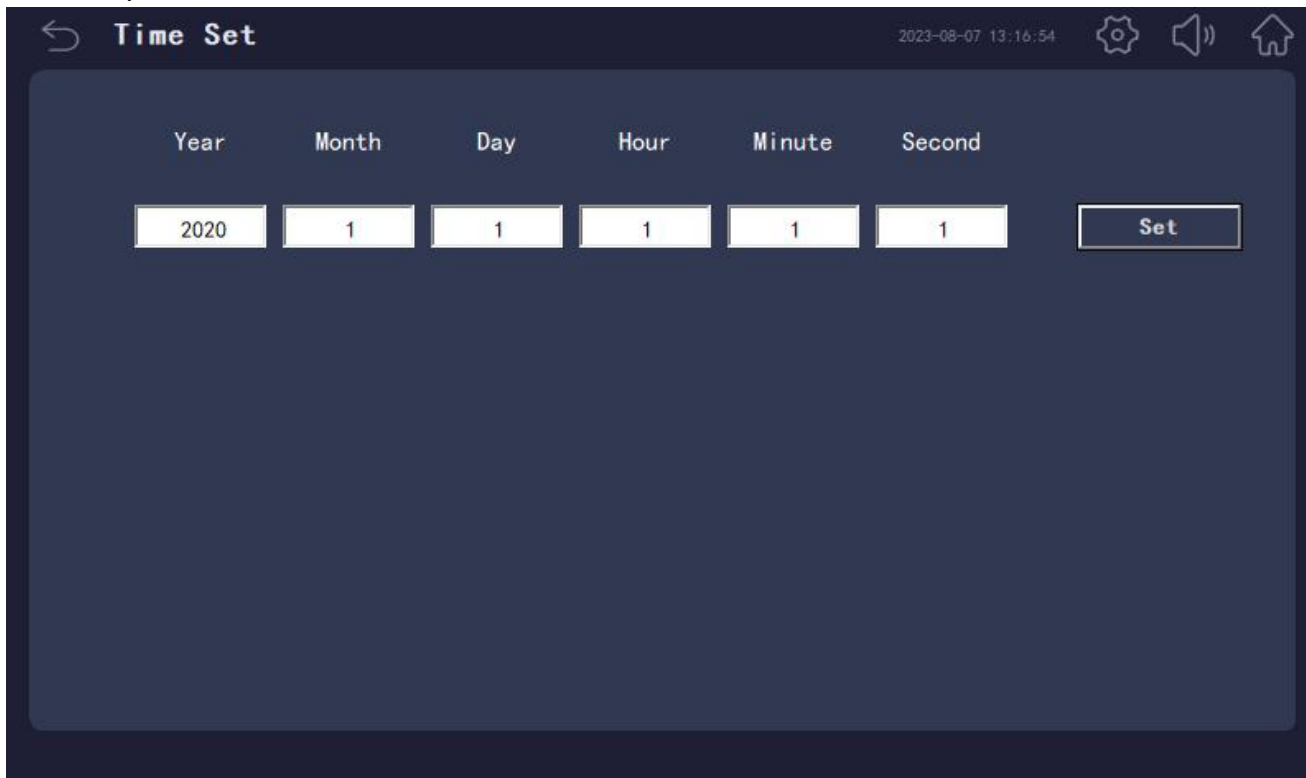 Time Set 2023-08-07 13:16:54
Year Month Day Hour Minute Second
2020 1 1 1 1 1 Set